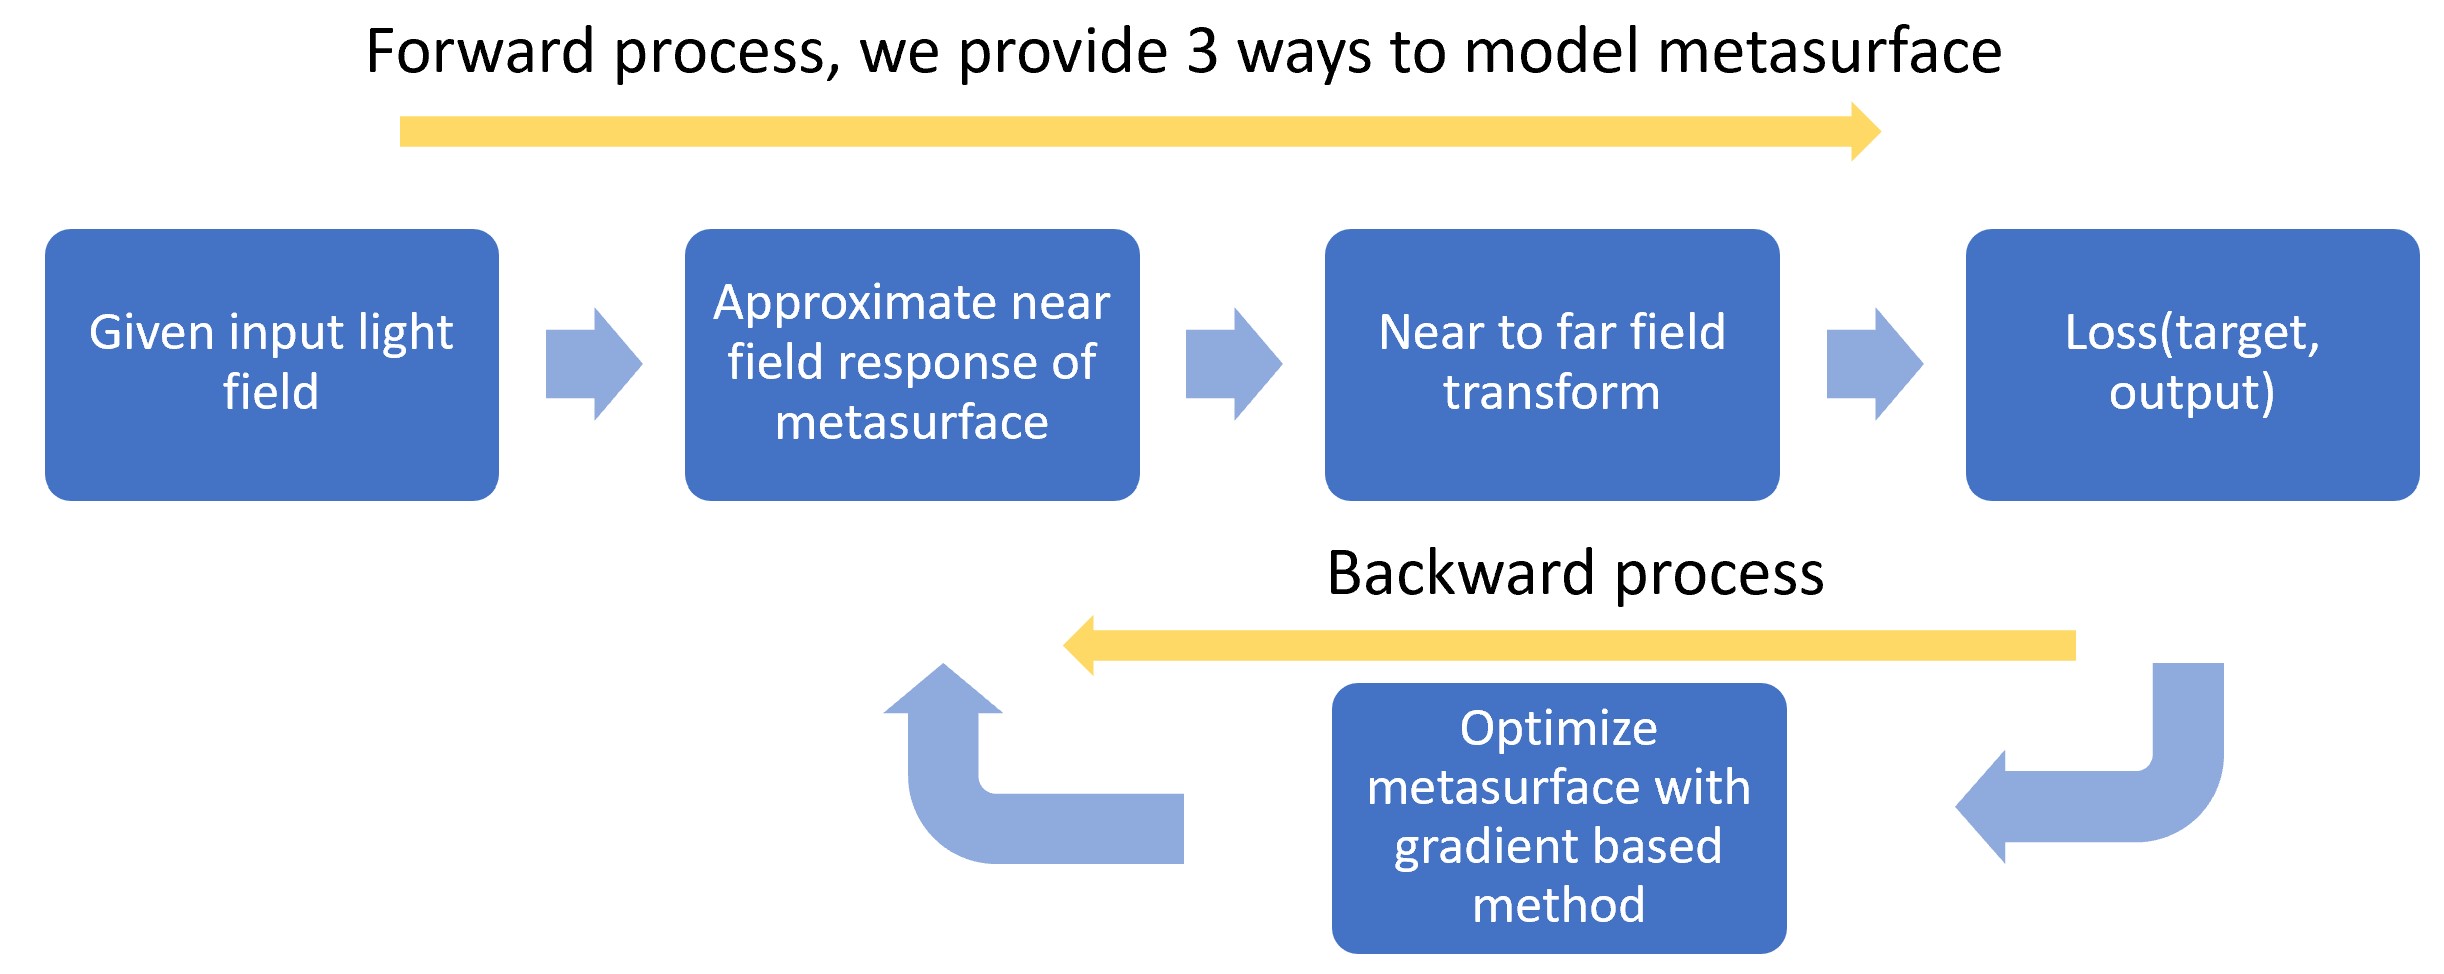 Forward process, we provide 3 ways to model metasurface
Given input light
field
Approximate near
field response of
metasurface
Near to far field
transform
Loss(target,
output)
Backward process
Optimize
metasurface with
gradient based
method